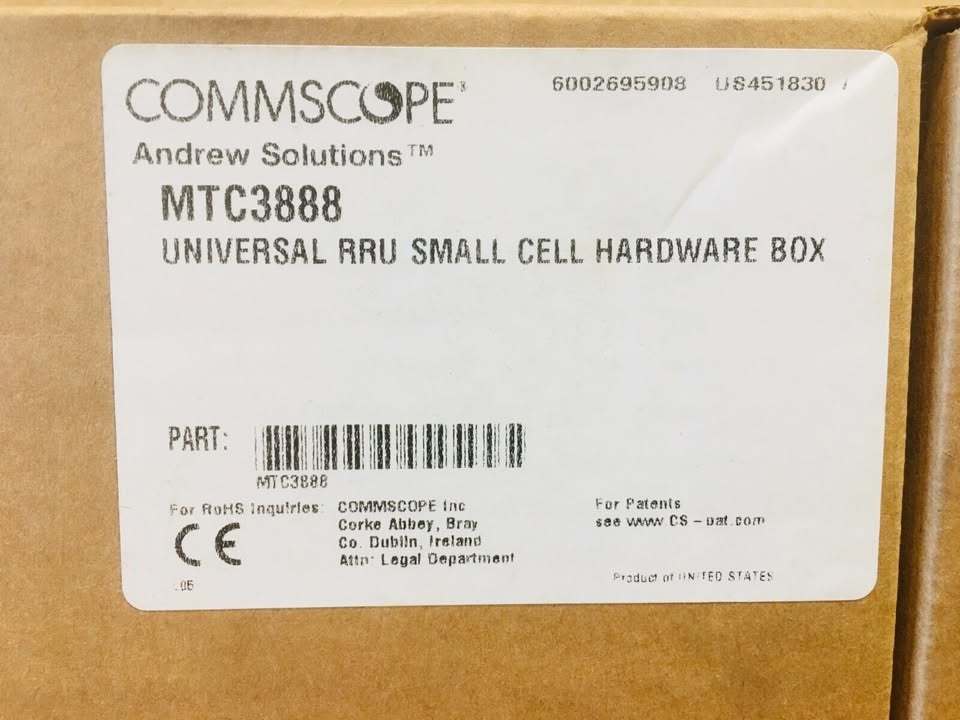 COMMSCOPE® 6002695908 US451830 /
Andrew Solutions™
MTC3888
UNIVERSAL RRU SMALL CELL HARDWARE BOX
PART:
MTC3888
For RoHS Inquiries: COMMSCOPE Inc
Corke Abbey, Bray
Co. Dublin, Ireland
Attn: Legal Department
For Patents
see www CS-pat.com
CE
.05
Product of UNITED STATES